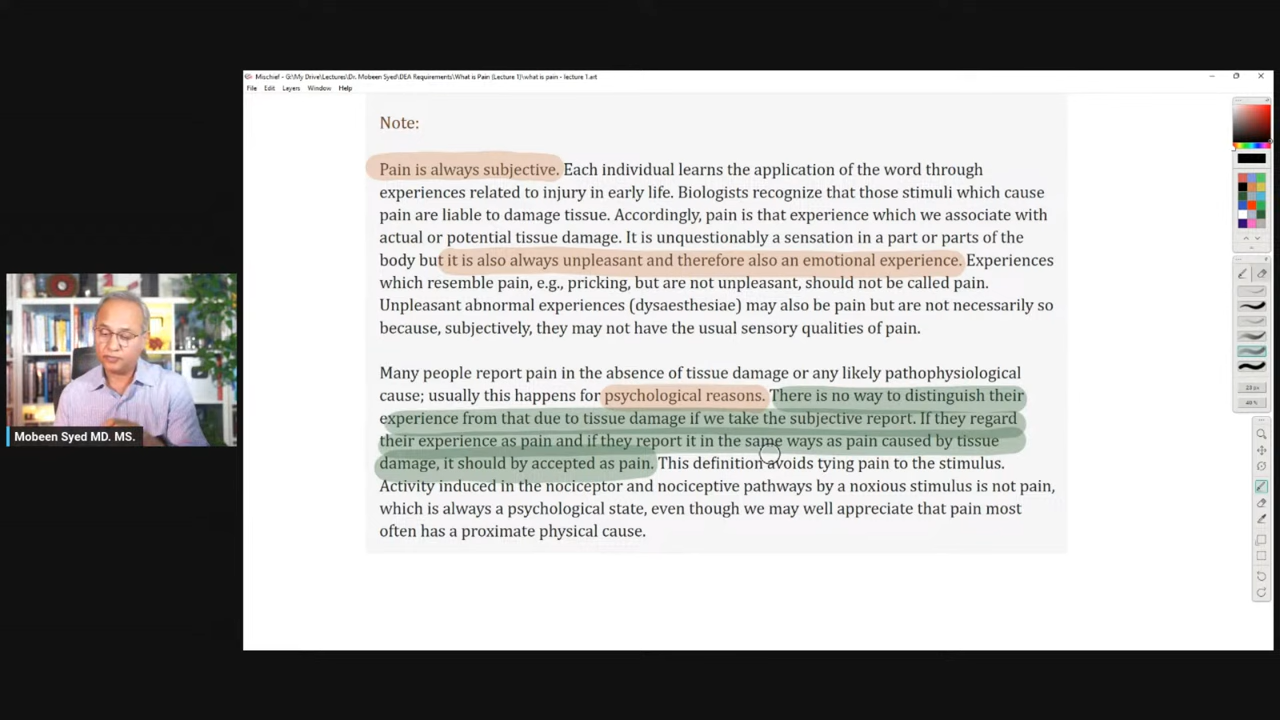 Mischief - G:\My Drive\Lectures\Dr. Mobeen Syed\DEA Requirements\What is Pain (Lecture 1)\what is pain - lecture 1.art
File Edit Layers Window Help
Note:
Pain is always subjective. Each individual learns the application of the word through
experiences related to injury in early life. Biologists recognize that those stimuli which cause
pain are liable to damage tissue. Accordingly, pain is that experience which we associate with
actual or potential tissue damage. It is unquestionably a sensation in a part or parts of the
body but it is also always unpleasant and therefore also an emotional experience. Experiences
which resemble pain, e.g., pricking, but are not unpleasant, should not be called pain.
Unpleasant abnormal experiences (dysaesthesiae) may also be pain but are not necessarily so
because, subjectively, they may not have the usual sensory qualities of pain.
Many people report pain in the absence of tissue damage or any likely pathophysiological
cause; usually this happens for psychological reasons. There is no way to distinguish their
experience from that due to tissue damage if we take the subjective report. If they regard
their experience as pain and if they report it in the same ways as pain caused by tissue
damage, it should by accepted as pain. This definition avoids tying pain to the stimulus.
Activity induced in the nociceptor and nociceptive pathways by a noxious stimulus is not pain,
which is always a psychological state, even though we may well appreciate that pain most
often has a proximate physical cause.
Mobeen Syed MD. MS.
23 px
40 %